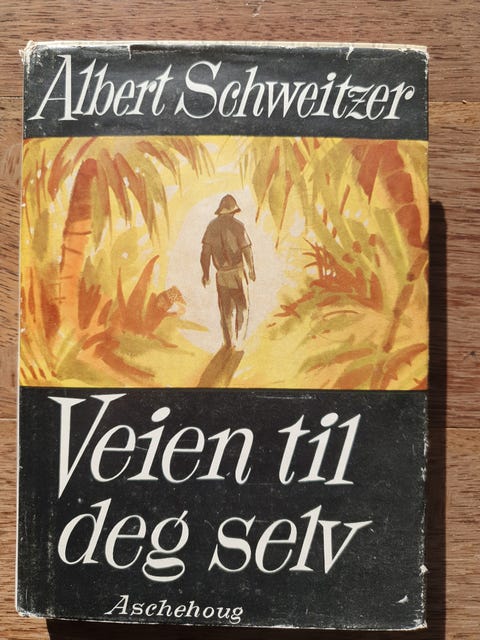 Albert Schweitzer
Veien til
deg selv
Aschehoug